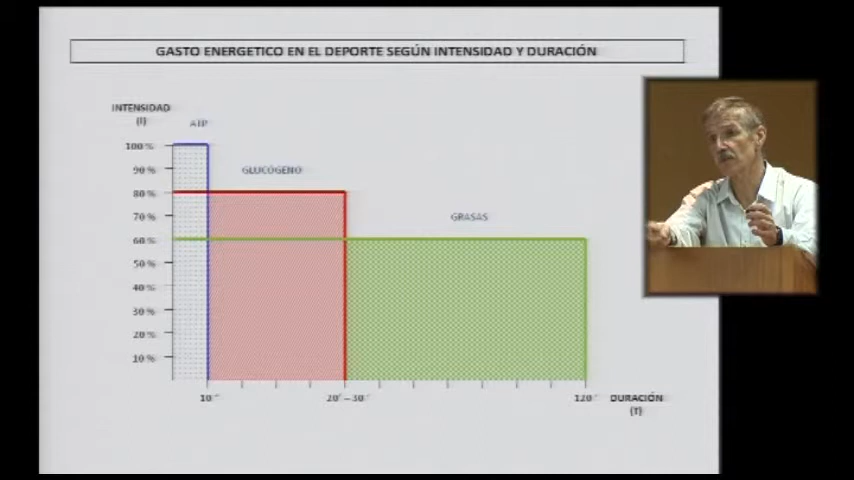 GASTO ENERGETICO EN EL DEPORTE SEGÚN INTENSIDAD Y DURACIÓN
INTENSIDAD
(I)
ATP
100 %
90 %
GLUCÓGENO
80 %
70 %
GRASAS
60 %
50 %
40 %
30 %
20 %
10 %
10''
20' – 30'
120'
DURACIÓN
(T)